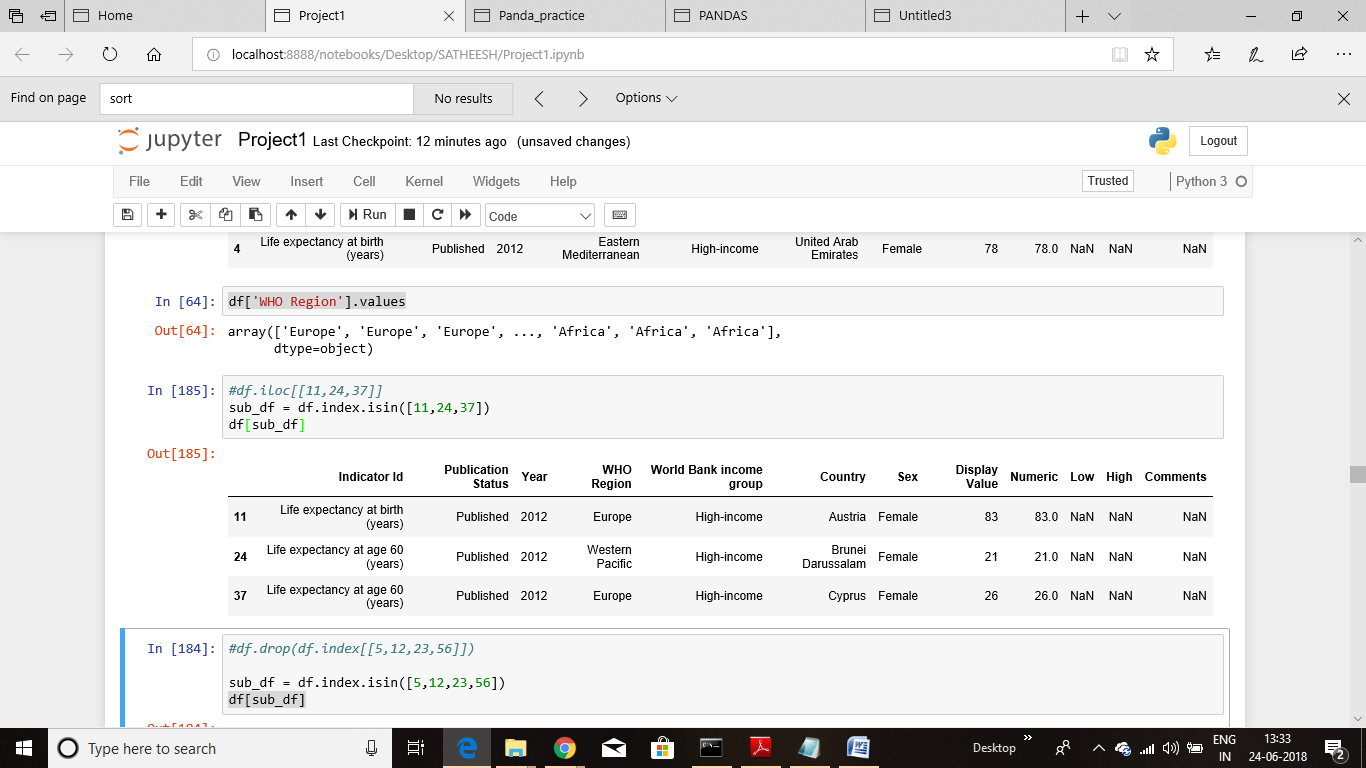 Home Project1 Panda_practice PANDAS Untitled3
localhost:8888/notebooks/Desktop/SATHEESH/Project1.ipynb
Find on page sort No results Options
jupyter Project1 Last Checkpoint: 12 minutes ago (unsaved changes) Logout
File Edit View Insert Cell Kernel Widgets Help Trusted Python 3
Run Code
4 Life expectancy at birth (years) Published 2012 Eastern Mediterranean High-income United Arab Emirates Female 78 78.0 NaN NaN NaN
In [64]: df['WHO Region'].values
Out[64]: array(['Europe', 'Europe', 'Europe', ..., 'Africa', 'Africa', 'Africa'],
dtype=object)
In [185]: #df.iloc[[11,24,37]]
sub_df = df.index.isin([11,24,37])
df[sub_df]
Out[185]:
Indicator Id Publication Status Year WHO Region World Bank income group Country Sex Display Value Numeric Low High Comments
11 Life expectancy at birth (years) Published 2012 Europe High-income Austria Female 83 83.0 NaN NaN NaN
24 Life expectancy at age 60 (years) Published 2012 Western Pacific High-income Brunei Darussalam Female 21 21.0 NaN NaN NaN
37 Life expectancy at age 60 (years) Published 2012 Europe High-income Cyprus Female 26 26.0 NaN NaN NaN
In [184]: #df.drop(df.index[[5,12,23,56]])
sub_df = df.index.isin([5,12,23,56])
df[sub_df]
Out[184]:
Type here to search Desktop ENG IN 13:33 24-06-2018 2